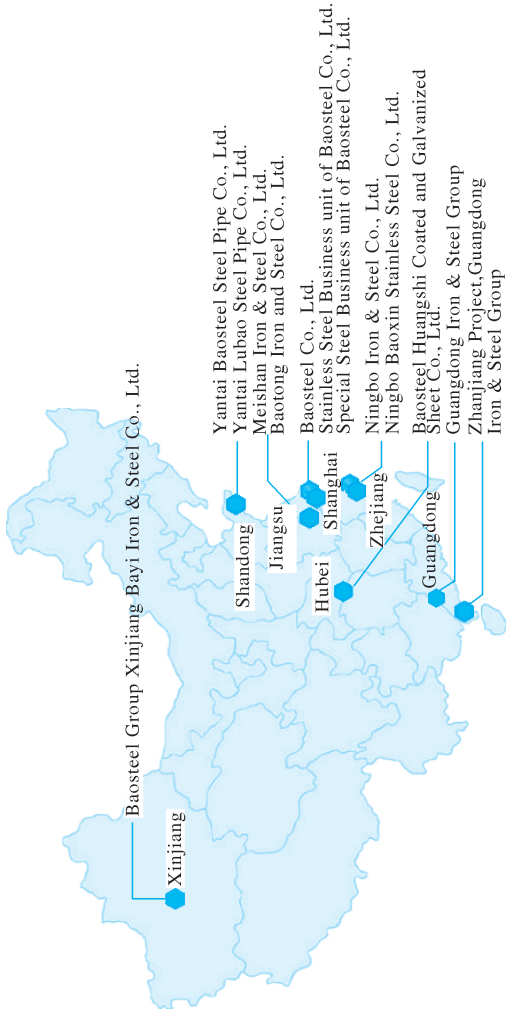 Baosteel Group Xinjiang Bayi Iron & Steel Co., Ltd.
Xinjiang
Yantai Baosteel Steel Pipe Co., Ltd.
Yantai Lubao Steel Pipe Co., Ltd.
Meishan Iron & Steel Co., Ltd.
Baotong Iron and Steel Co., Ltd.
Shandong
Jiangsu
Baosteel Co., Ltd.
Stainless Steel Business unit of Baosteel Co., Ltd.
Special Steel Business unit of Baosteel Co., Ltd.
Shanghai
Hubei
Ningbo Iron & Steel Co., Ltd.
Ningbo Baoxin Stainless Steel Co., Ltd.
Zhejiang
Baosteel Huangshi Coated and Galvanized
Sheet Co., Ltd.
Guangdong
Guangdong Iron & Steel Group
Zhanjiang Project,Guangdong
Iron & Steel Group